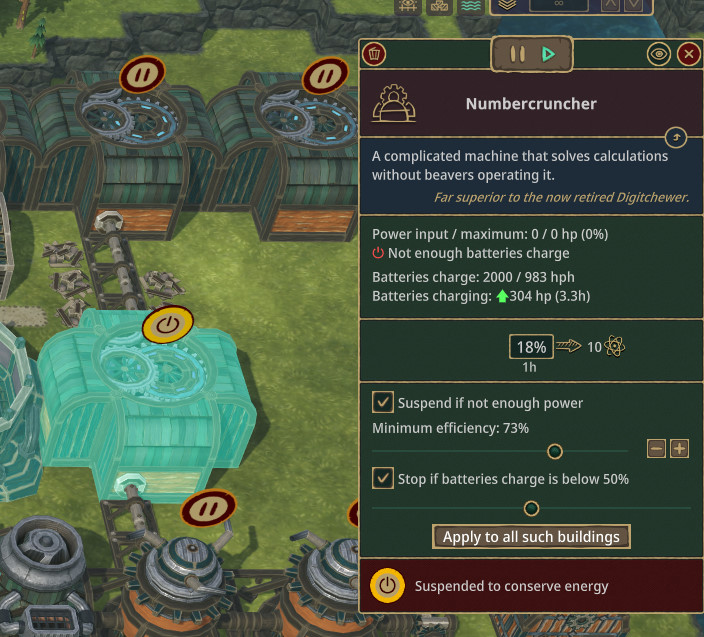 ∞
Numbercruncher
A complicated machine that solves calculations
without beavers operating it.
Far superior to the now retired Digitchewer.
Power input / maximum: 0 / 0 hp (0%)
Not enough batteries charge
Batteries charge: 2000 / 983 hph
Batteries charging: 304 hp (3.3h)
18% 10
1h
Suspend if not enough power
Minimum efficiency: 73%
Stop if batteries charge is below 50%
Apply to all such buildings
Suspended to conserve energy